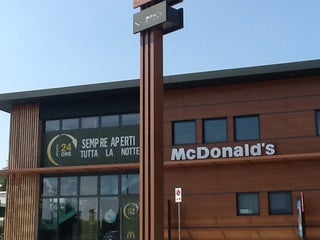 24
ORE
SEMPRE APERTI
TUTTA LA NOTTE
McDonald's